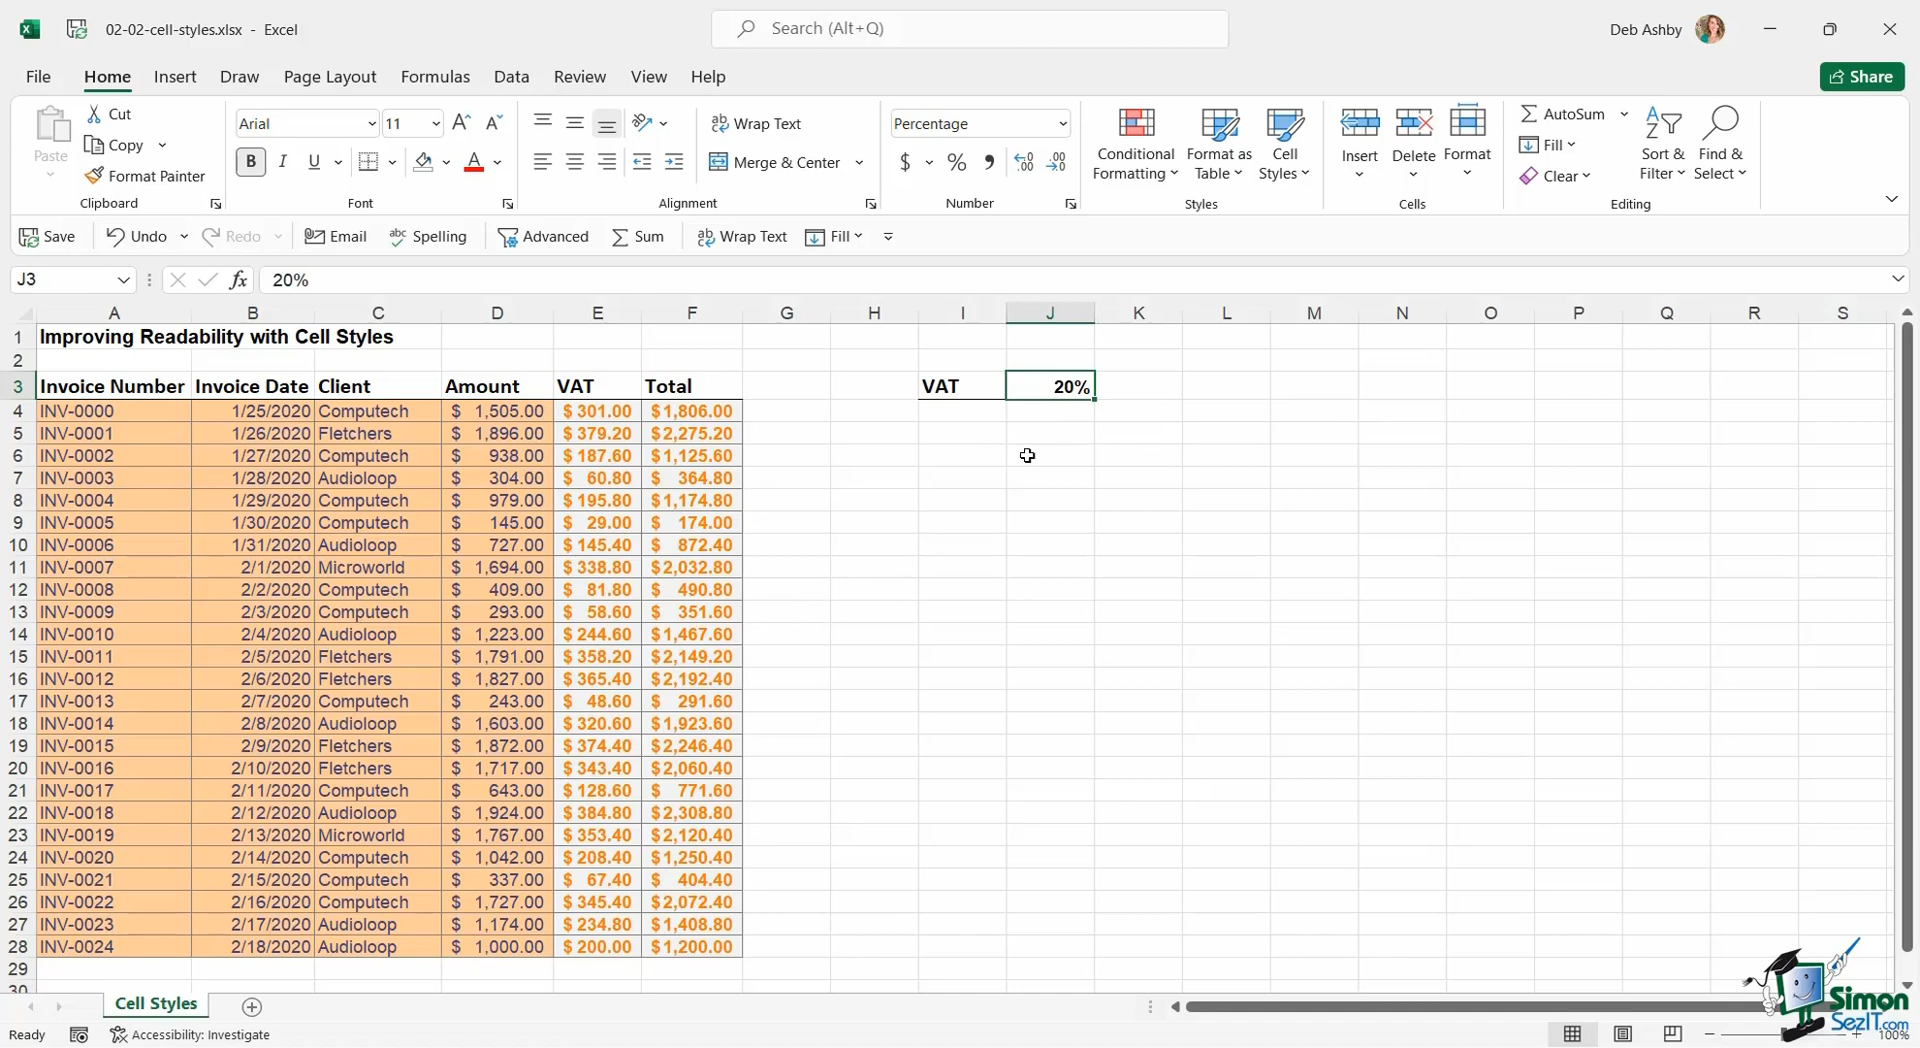 02-02-cell-styles.xlsx - Excel
Search (Alt+Q)
Deb Ashby
File Home Insert Draw Page Layout Formulas Data Review View Help
Share
Paste
Cut
Copy
Format Painter
Clipboard
Arial 11
B I U A
Font
Wrap Text
Merge & Center
Alignment
Percentage
$ % ,
Number
Conditional Formatting
Format as Table
Cell Styles
Styles
Insert Delete Format
Cells
AutoSum
Fill
Clear
Sort & Filter
Find & Select
Editing
Save Undo Redo Email Spelling Advanced Sum Wrap Text Fill
J3 fx 20%
A B C D E F G H I J K L M N O P Q R S
1 Improving Readability with Cell Styles
2
3 Invoice Number Invoice Date Client Amount VAT Total VAT 20%
4 INV-0000 1/25/2020 Computech $ 1,505.00 $ 301.00 $1,806.00
5 INV-0001 1/26/2020 Fletchers $ 1,896.00 $ 379.20 $2,275.20
6 INV-0002 1/27/2020 Computech $ 938.00 $ 187.60 $1,125.60
7 INV-0003 1/28/2020 Audioloop $ 304.00 $ 60.80 $ 364.80
8 INV-0004 1/29/2020 Computech $ 979.00 $ 195.80 $1,174.80
9 INV-0005 1/30/2020 Computech $ 145.00 $ 29.00 $ 174.00
10 INV-0006 1/31/2020 Audioloop $ 727.00 $ 145.40 $ 872.40
11 INV-0007 2/1/2020 Microworld $ 1,694.00 $ 338.80 $2,032.80
12 INV-0008 2/2/2020 Computech $ 409.00 $ 81.80 $ 490.80
13 INV-0009 2/3/2020 Computech $ 293.00 $ 58.60 $ 351.60
14 INV-0010 2/4/2020 Audioloop $ 1,223.00 $ 244.60 $1,467.60
15 INV-0011 2/5/2020 Fletchers $ 1,791.00 $ 358.20 $2,149.20
16 INV-0012 2/6/2020 Fletchers $ 1,827.00 $ 365.40 $2,192.40
17 INV-0013 2/7/2020 Computech $ 243.00 $ 48.60 $ 291.60
18 INV-0014 2/8/2020 Audioloop $ 1,603.00 $ 320.60 $1,923.60
19 INV-0015 2/9/2020 Fletchers $ 1,872.00 $ 374.40 $2,246.40
20 INV-0016 2/10/2020 Fletchers $ 1,717.00 $ 343.40 $2,060.40
21 INV-0017 2/11/2020 Computech $ 643.00 $ 128.60 $ 771.60
22 INV-0018 2/12/2020 Audioloop $ 1,924.00 $ 384.80 $2,308.80
23 INV-0019 2/13/2020 Microworld $ 1,767.00 $ 353.40 $2,120.40
24 INV-0020 2/14/2020 Computech $ 1,042.00 $ 208.40 $1,250.40
25 INV-0021 2/15/2020 Computech $ 337.00 $ 67.40 $ 404.40
26 INV-0022 2/16/2020 Computech $ 1,727.00 $ 345.40 $2,072.40
27 INV-0023 2/17/2020 Audioloop $ 1,174.00 $ 234.80 $1,408.80
28 INV-0024 2/18/2020 Audioloop $ 1,000.00 $ 200.00 $1,200.00
29
30
Cell Styles
Simon
SezIT.com
Ready Accessibility: Investigate 100%